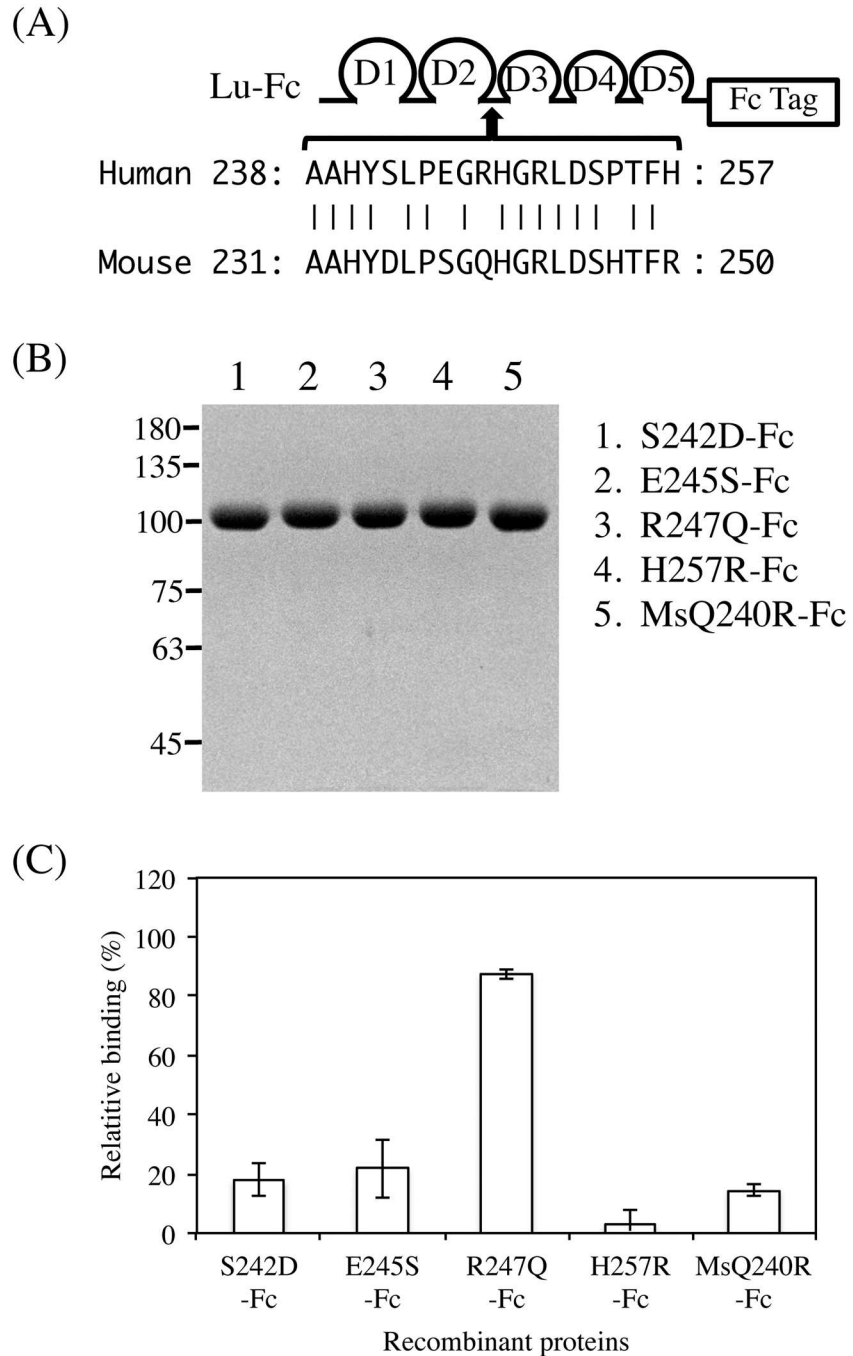 (A)
Lu-Fc D1 D2 D3 D4 D5 Fc Tag
Human 238: AAHYSLPEGRHGRLDSPTFH : 257
Mouse 231: AAHYDLPSGQHGRLDSHTFR : 250
(B)
1 2 3 4 5
180
135
100
75
63
45
1. S242D-Fc
2. E245S-Fc
3. R247Q-Fc
4. H257R-Fc
5. MsQ240R-Fc
(C)
Relatitive binding (%)
120
100
80
60
40
20
0
S242D E245S R247Q H257R MsQ240R
-Fc -Fc -Fc -Fc -Fc
Recombinant proteins